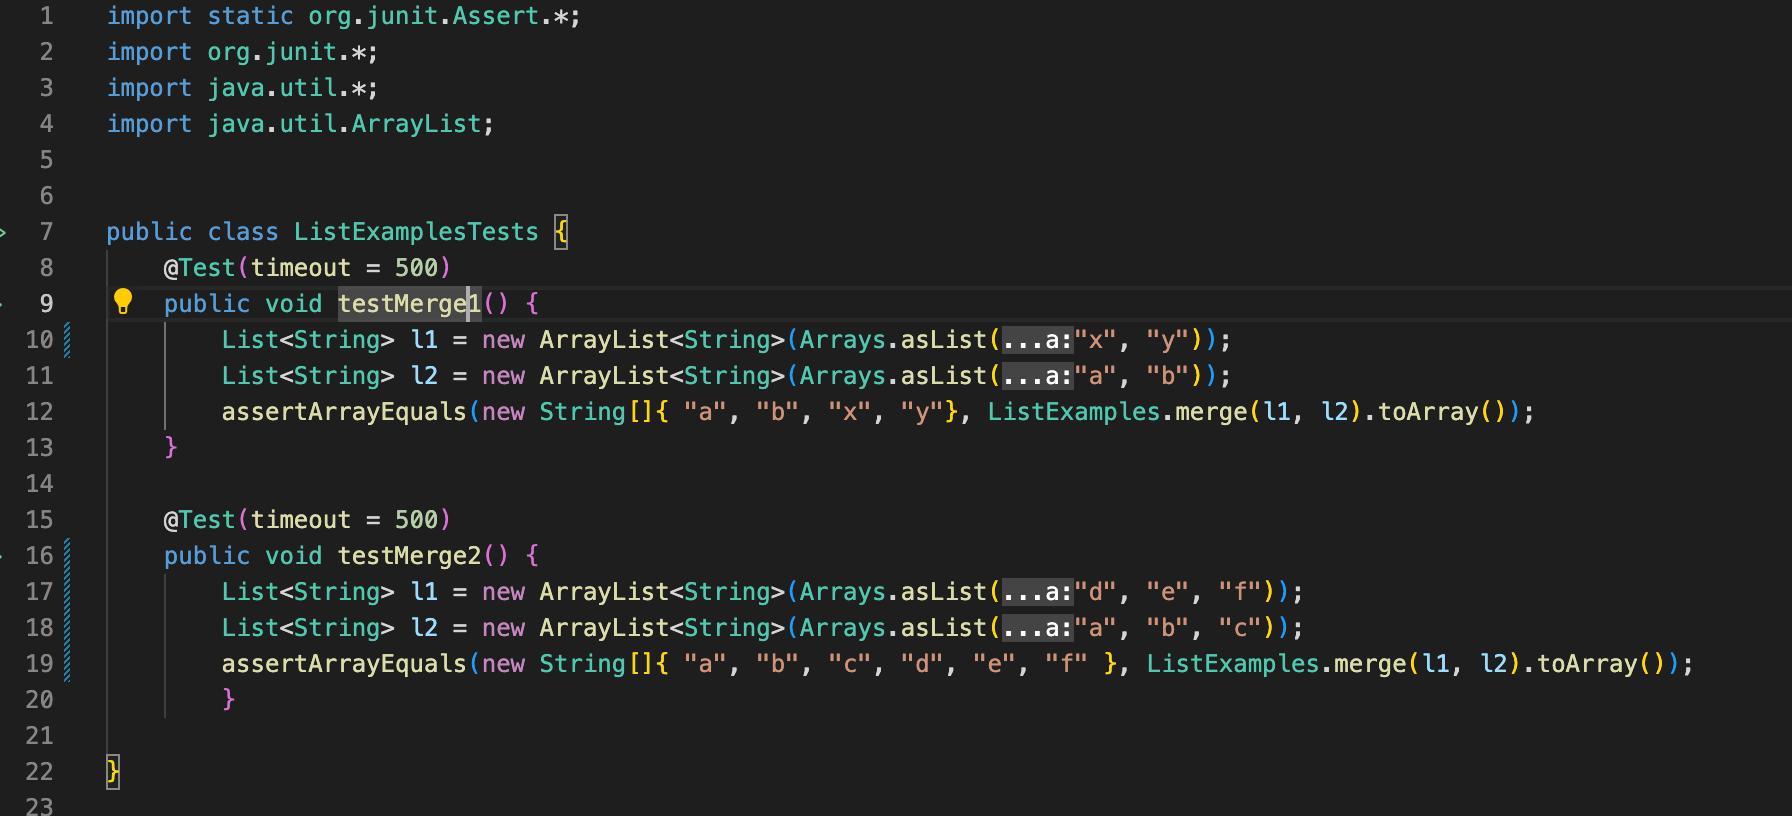 1 import static org.junit.Assert.*;
2 import org.junit.*;
3 import java.util.*;
4 import java.util.ArrayList;
5
6
7 public class ListExamplesTests {
8 @Test(timeout = 500)
9 public void testMerge1() {
10 List<String> l1 = new ArrayList<String>(Arrays.asList(...a:"x", "y"));
11 List<String> l2 = new ArrayList<String>(Arrays.asList(...a:"a", "b"));
12 assertArrayEquals(new String[]{ "a", "b", "x", "y"}, ListExamples.merge(l1, l2).toArray());
13 }
14
15 @Test(timeout = 500)
16 public void testMerge2() {
17 List<String> l1 = new ArrayList<String>(Arrays.asList(...a:"d", "e", "f"));
18 List<String> l2 = new ArrayList<String>(Arrays.asList(...a:"a", "b", "c"));
19 assertArrayEquals(new String[]{ "a", "b", "c", "d", "e", "f" }, ListExamples.merge(l1, l2).toArray());
20 }
21
22 }
23